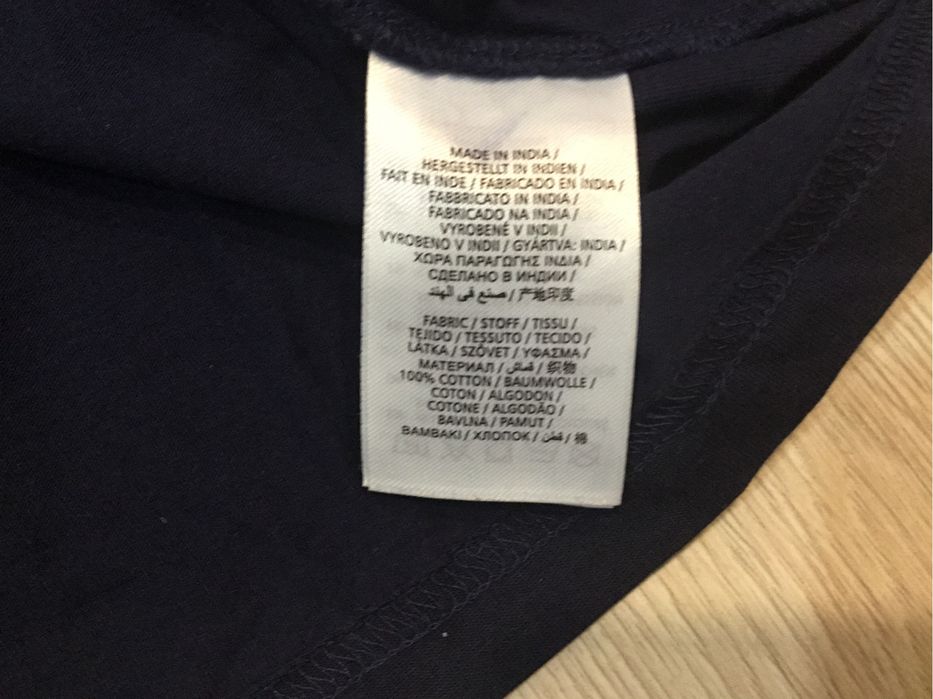 MADE IN INDIA /
HERGESTELLT IN INDIEN /
FAIT EN INDE / FABRICADO EN INDIA /
FABBRICATO IN INDIA /
FABRICADO NA INDIA /
VYROBENÉ V INDII /
VYROBENO V INDII / GYÁRTVA: INDIA /
ΧΩΡΑ ΠΑΡΑΓΩΓΗΣ ΙΝΔΙΑ /
СДЕЛАНО В ИНДИИ /
صنع في الهند / 产地印度
FABRIC / STOFF / TISSU /
TEJIDO / TESSUTO / TECIDO /
LÁTKA / SZÖVET / ΥΦΑΣΜΑ /
МАТЕРИАЛ / قماش / 织物
100% COTTON / BAUMWOLLE /
COTON / ALGODON /
COTONE / ALGODÃO /
BAVLNA / PAMUT /
BAMBAKI / ХЛОПОК / قطن / 棉